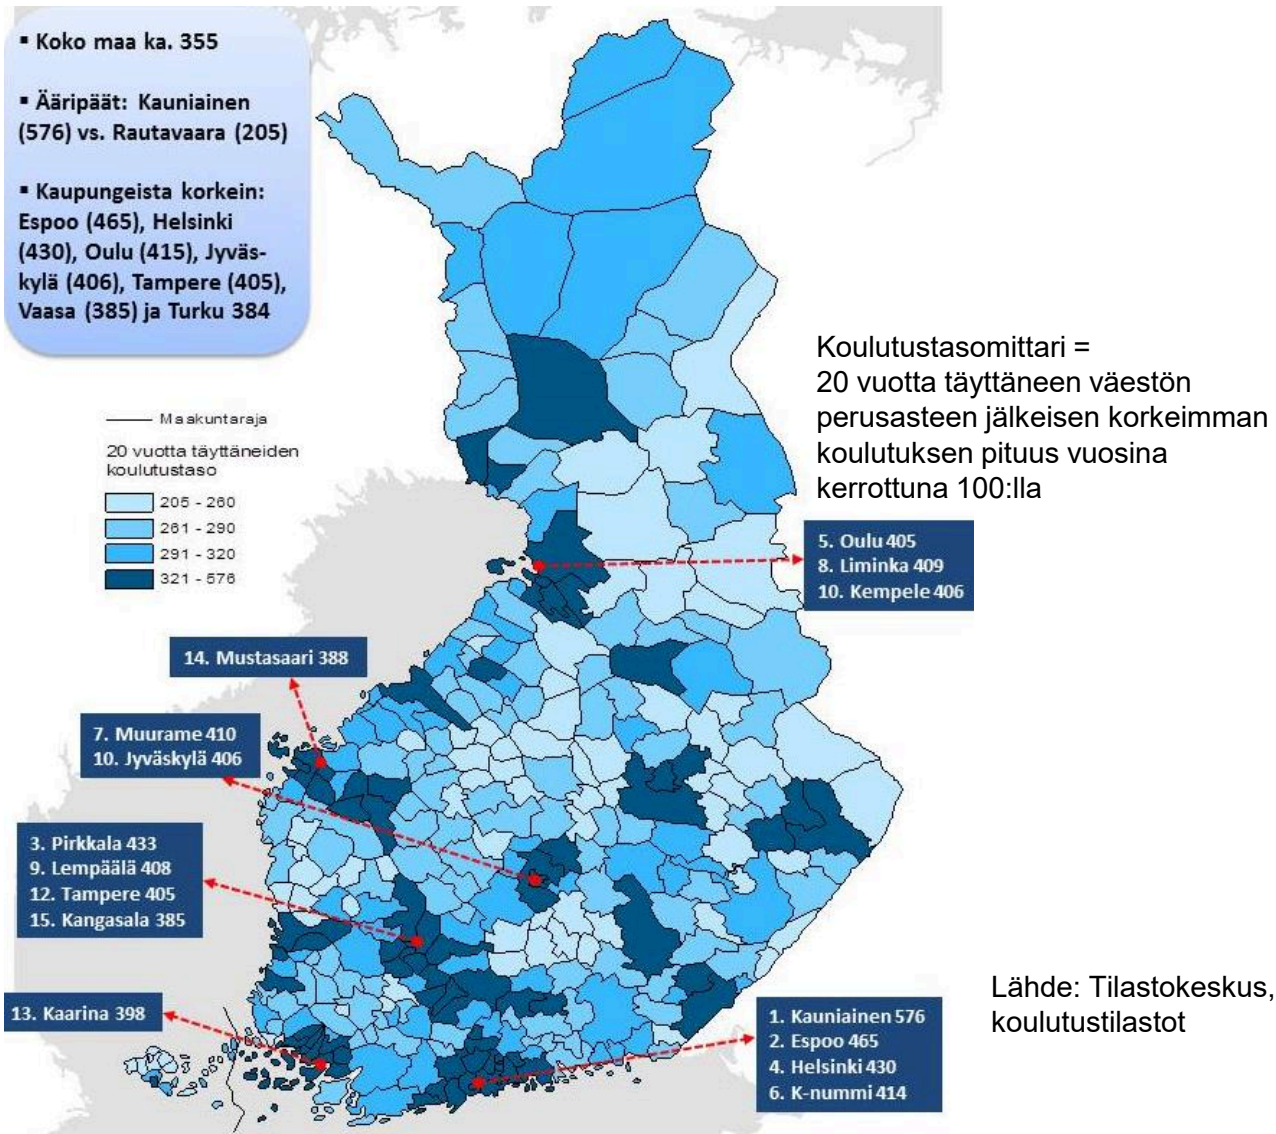 ▪ Koko maa ka. 355
▪ Ääripäät: Kauniainen
(576) vs. Rautavaara (205)
▪ Kaupungeista korkein:
Espoo (465), Helsinki
(430), Oulu (415), Jyväs-
kylä (406), Tampere (405),
Vaasa (385) ja Turku 384
Koulutustasomittari =
20 vuotta täyttäneen väestön
perusasteen jälkeisen korkeimman
koulutuksen pituus vuosina
kerrottuna 100:lla
Maakuntaraja
20 vuotta täyttäneiden
koulutustaso
205 - 260
261 - 290
291 - 320
321 - 576
5. Oulu 405
8. Liminka 409
10. Kempele 406
14. Mustasaari 388
7. Muurame 410
10. Jyväskylä 406
3. Pirkkala 433
9. Lempäälä 408
12. Tampere 405
15. Kangasala 385
13. Kaarina 398
1. Kauniainen 576
2. Espoo 465
4. Helsinki 430
6. K-nummi 414
Lähde: Tilastokeskus,
koulutustilastot